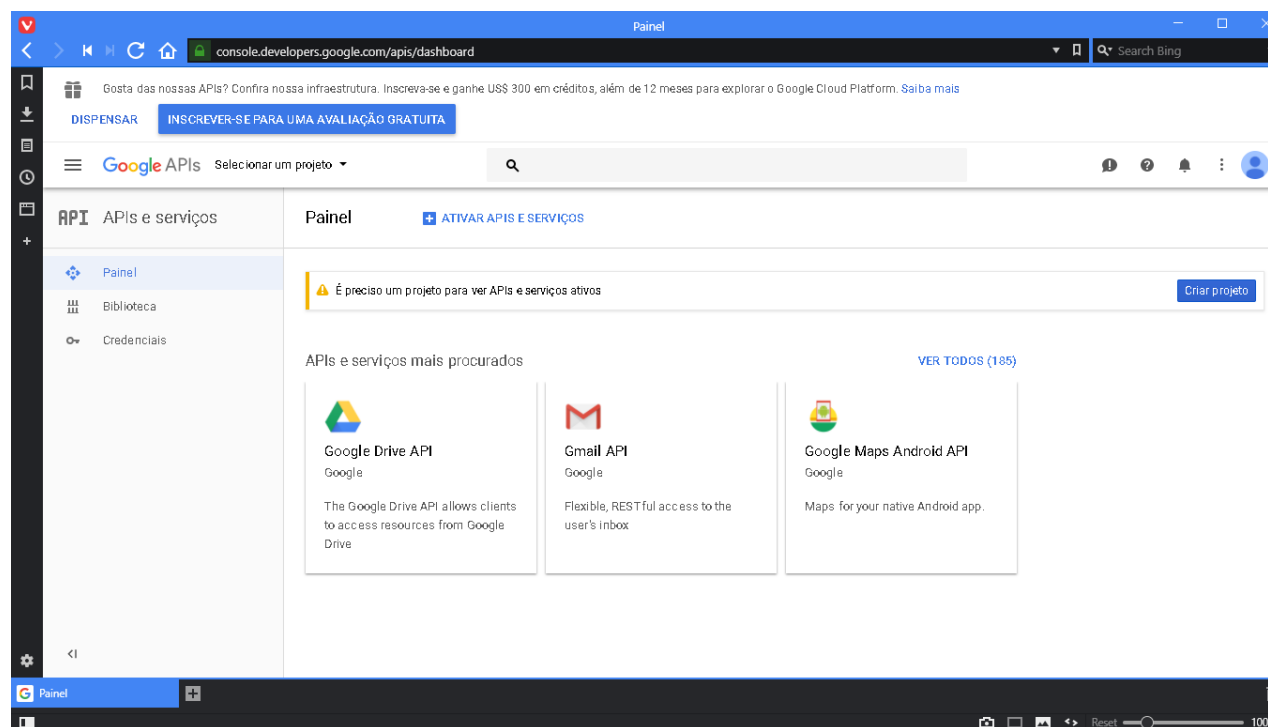 Painel
console.developers.google.com/apis/dashboard
Search Bing
Gosta das nossas APIs? Confira nossa infraestrutura. Inscreva-se e ganhe US$ 300 em créditos, além de 12 meses para explorar o Google Cloud Platform. Saiba mais
DISPENSAR
INSCREVER-SE PARA UMA AVALIAÇÃO GRATUITA
Google APIs
Selecionar um projeto
API
APIs e serviços
Painel
ATIVAR APIS E SERVIÇOS
Painel
Biblioteca
Credenciais
É preciso um projeto para ver APIs e serviços ativos
Criar projeto
APIs e serviços mais procurados
VER TODOS (185)
Google Drive API
Google
The Google Drive API allows clients
to access resources from Google
Drive
Gmail API
Google
Flexible, RESTful access to the
user's inbox
Google Maps Android API
Google
Maps for your native Android app.
Painel
Reset
100